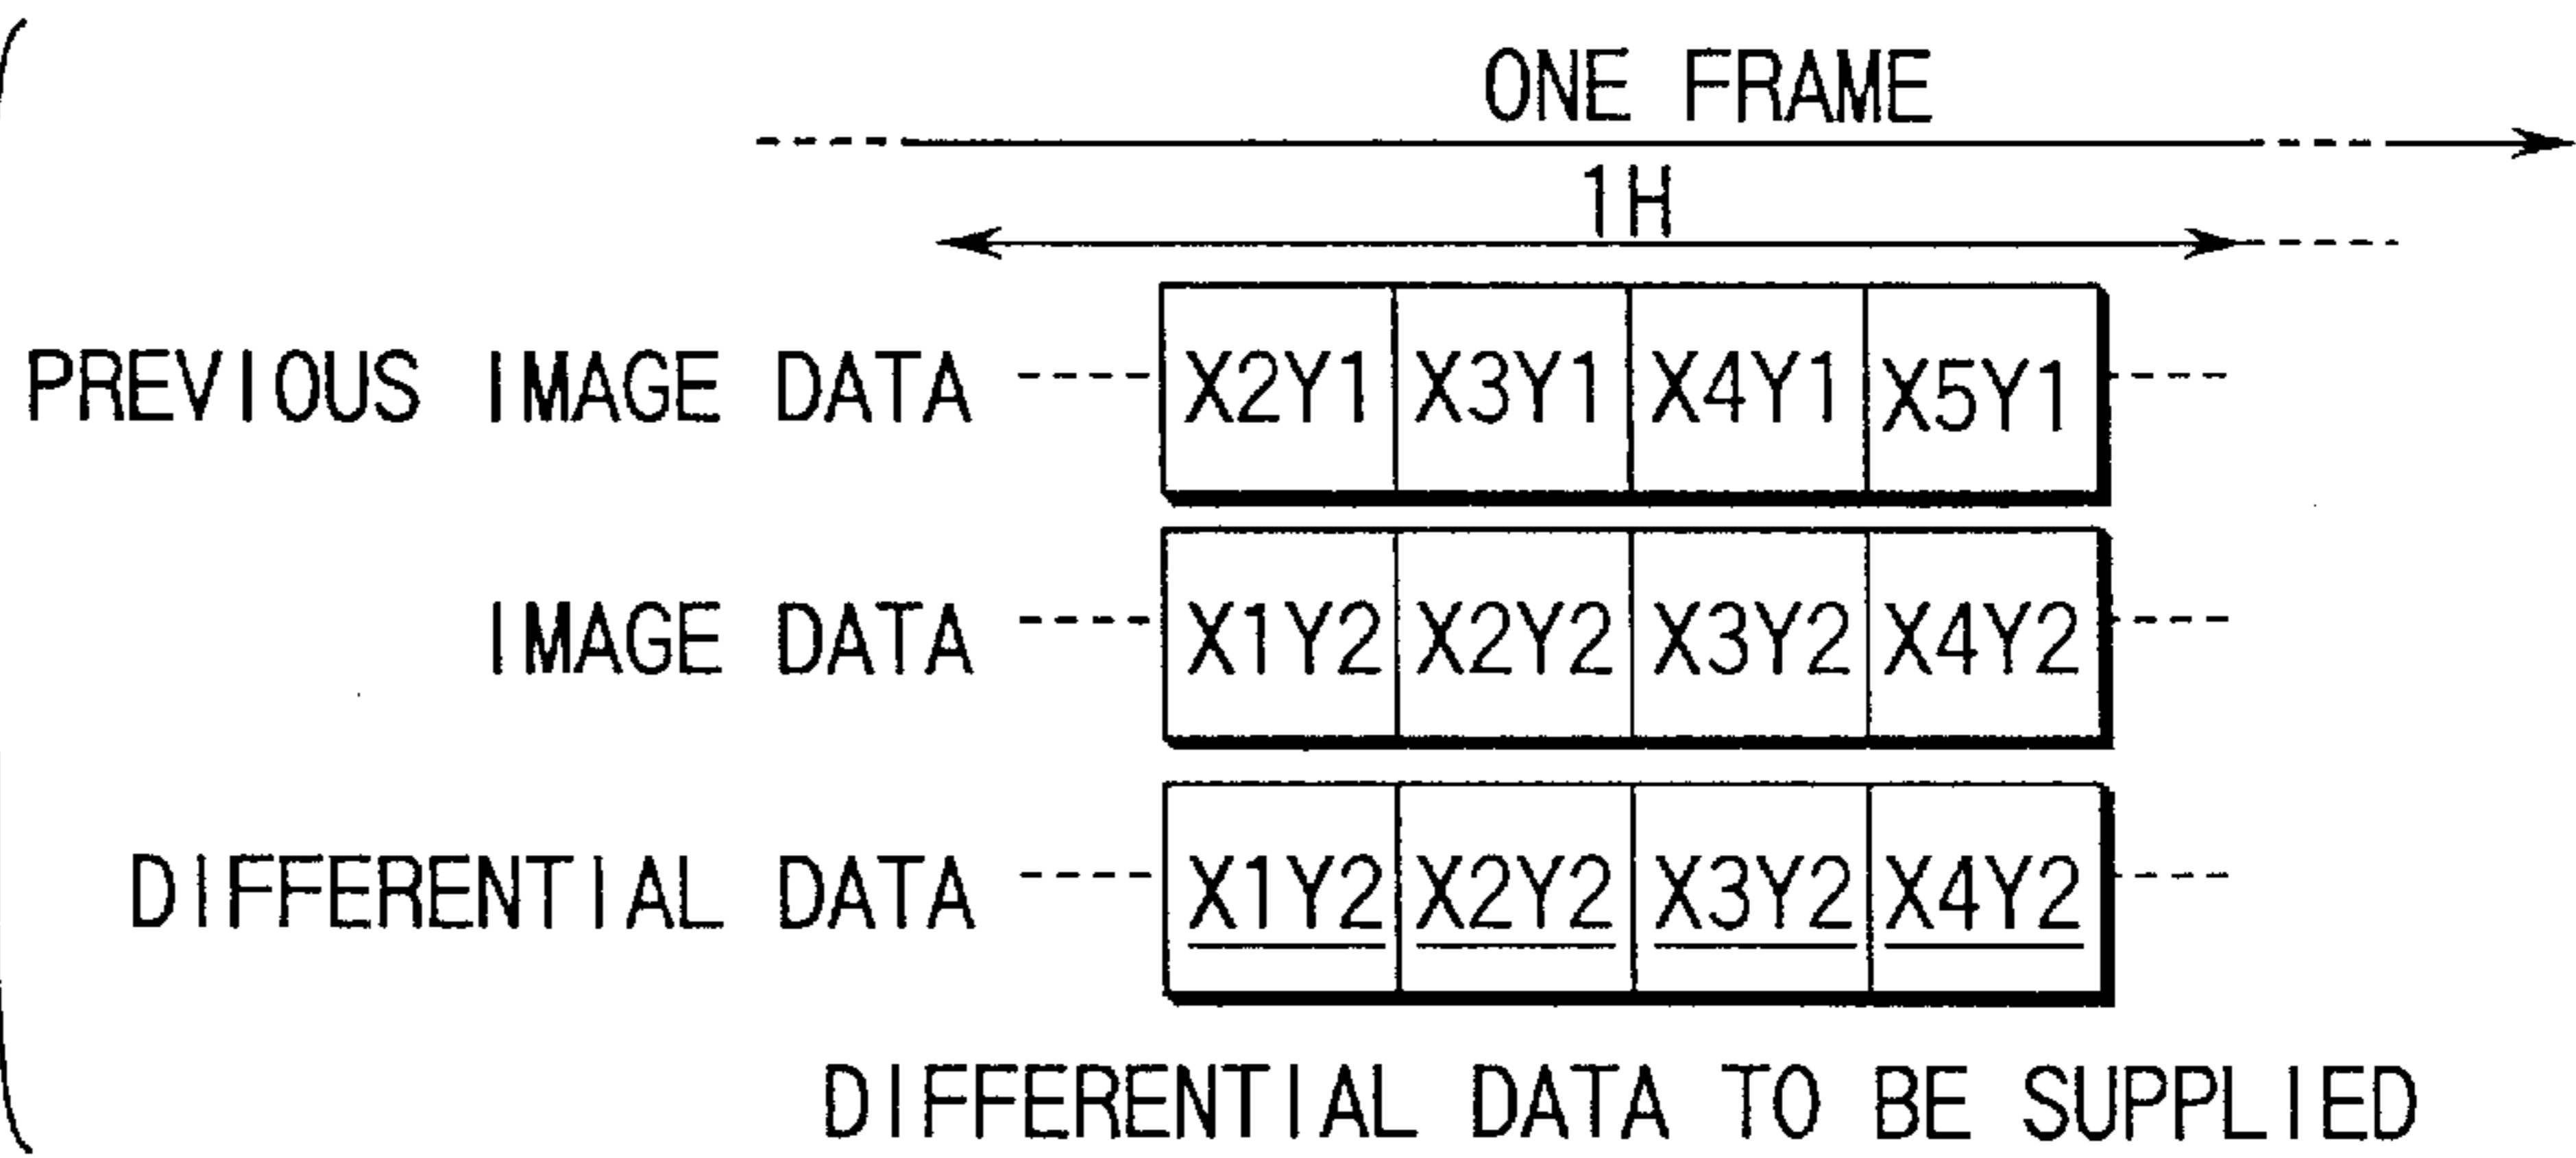 ONE FRAME
1H
PREVIOUS IMAGE DATA X2Y1 X3Y1 X4Y1 X5Y1
IMAGE DATA X1Y2 X2Y2 X3Y2 X4Y2
DIFFERENTIAL DATA X1Y2 X2Y2 X3Y2 X4Y2
DIFFERENTIAL DATA TO BE SUPPLIED